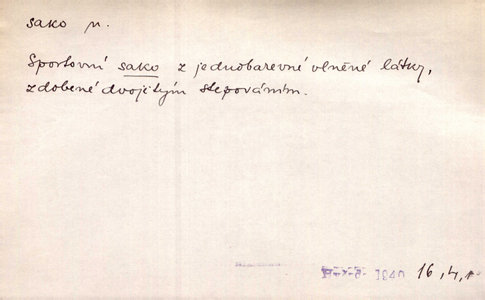 sako n.
Sportovní sako z jednobarevné vlněné látky,
zdobené dvojitým stepováním.
1940 16, 4,